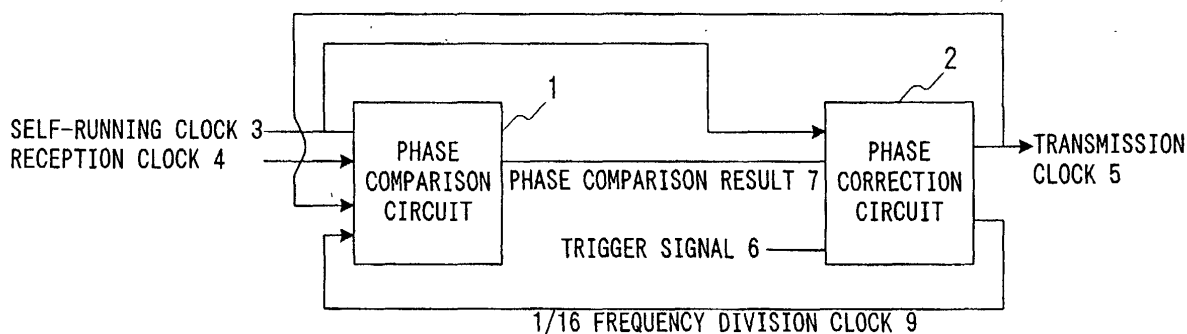 1
2
SELF-RUNNING CLOCK 3
RECEPTION CLOCK 4
PHASE
COMPARISON
CIRCUIT
PHASE COMPARISON RESULT 7
PHASE
CORRECTION
CIRCUIT
TRANSMISSION
CLOCK 5
TRIGGER SIGNAL 6
1/16 FREQUENCY DIVISION CLOCK 9